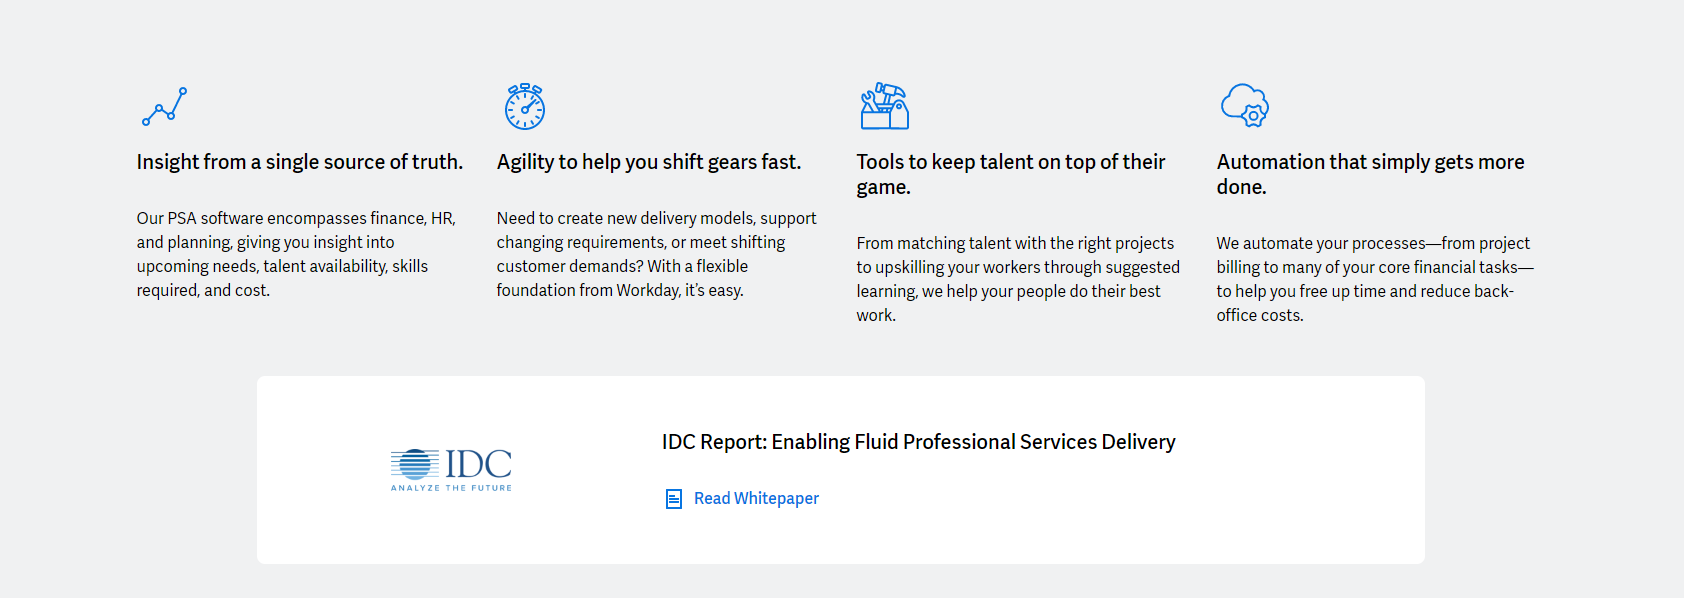 Insight from a single source of truth.
Our PSA software encompasses finance, HR,
and planning, giving you insight into
upcoming needs, talent availability, skills
required, and cost.
Agility to help you shift gears fast.
Need to create new delivery models, support
changing requirements, or meet shifting
customer demands? With a flexible
foundation from Workday, it's easy.
Tools to keep talent on top of their
game.
From matching talent with the right projects
to upskilling your workers through suggested
learning, we help your people do their best
work.
Automation that simply gets more
done.
We automate your processes—from project
billing to many of your core financial tasks—
to help you free up time and reduce back-
office costs.
IDC
ANALYZE THE FUTURE
IDC Report: Enabling Fluid Professional Services Delivery
Read Whitepaper